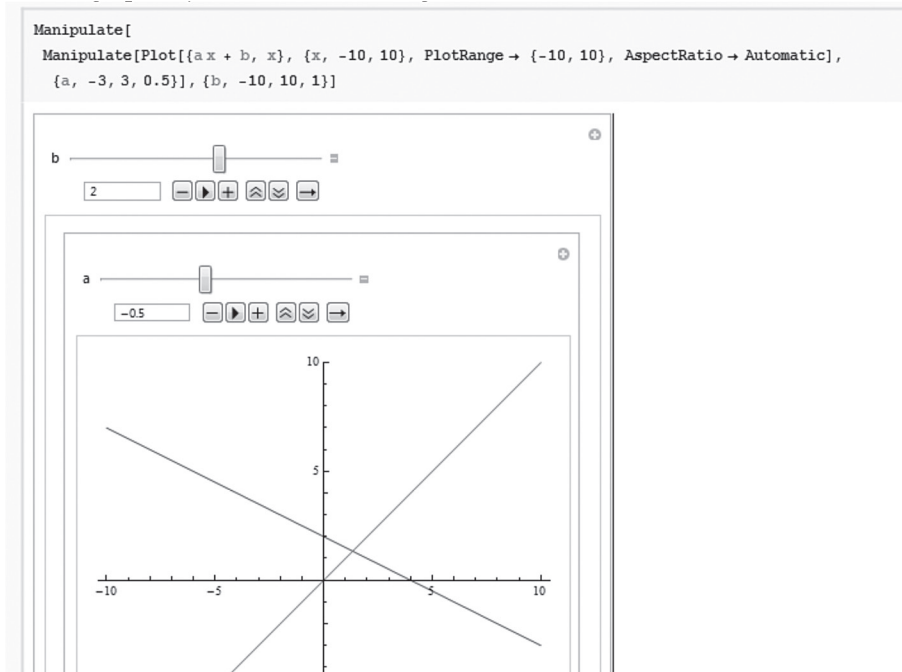 Manipulate[
Manipulate[Plot[{a x + b, x}, {x, -10, 10}, PlotRange → {-10, 10}, AspectRatio → Automatic],
{a, -3, 3, 0.5}], {b, -10, 10, 1}]
b
2
a
-0.5
10
5
-10 -5 5 10